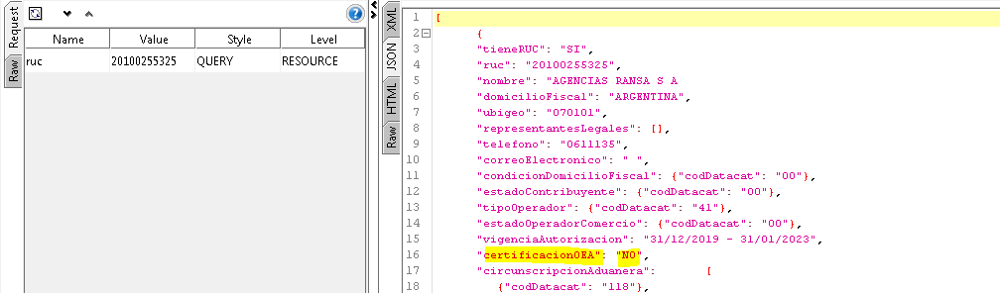 Request
Raw
Name Value Style Level
ruc 20100255325 QUERY RESOURCE
?
XML
JSON
HTML
Raw
1 [
2 {
3 "tieneRUC": "SI",
4 "ruc": "20100255325",
5 "nombre": "AGENCIAS RANSA S A
6 "domicilioFiscal": "ARGENTINA",
7 "ubigeo": "070101",
8 "representantesLegales": [],
9 "telefono": "0611135",
10 "correoElectronico": " ",
11 "condicionDomicilioFiscal": {"codDatacat": "00"},
12 "estadoContribuyente": {"codDatacat": "00"},
13 "tipoOperador": {"codDatacat": "41"},
14 "estadoOperadorComercio": {"codDatacat": "00"},
15 "vigenciaAutorizacion": "31/12/2019 - 31/01/2023",
16 "certificacionOEA": "NO",
17 "circunscripcionAduanera": [
18 {"codDatacat": "118"},